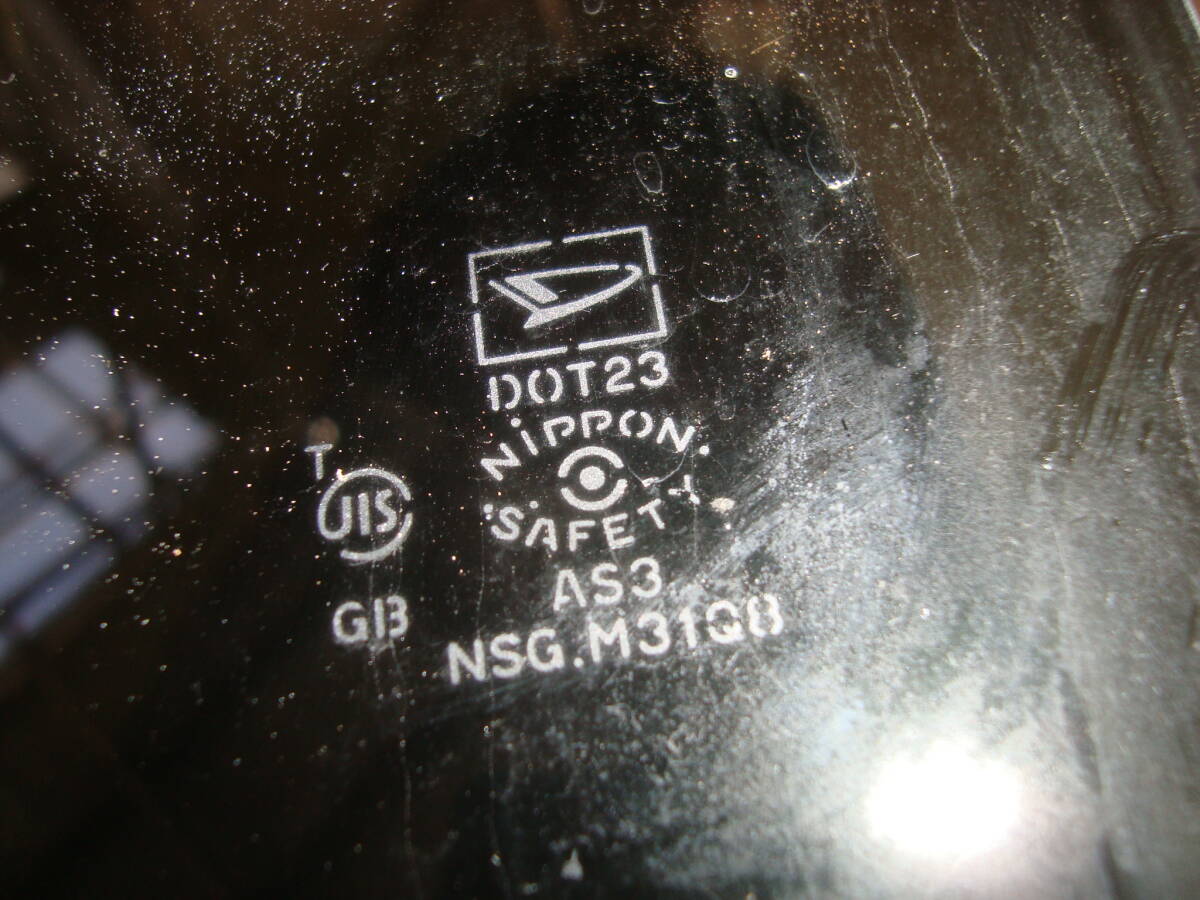 DOT23
NIPPON
SAFETY
T
JIS
AS3
GB
NSG.M31Q8